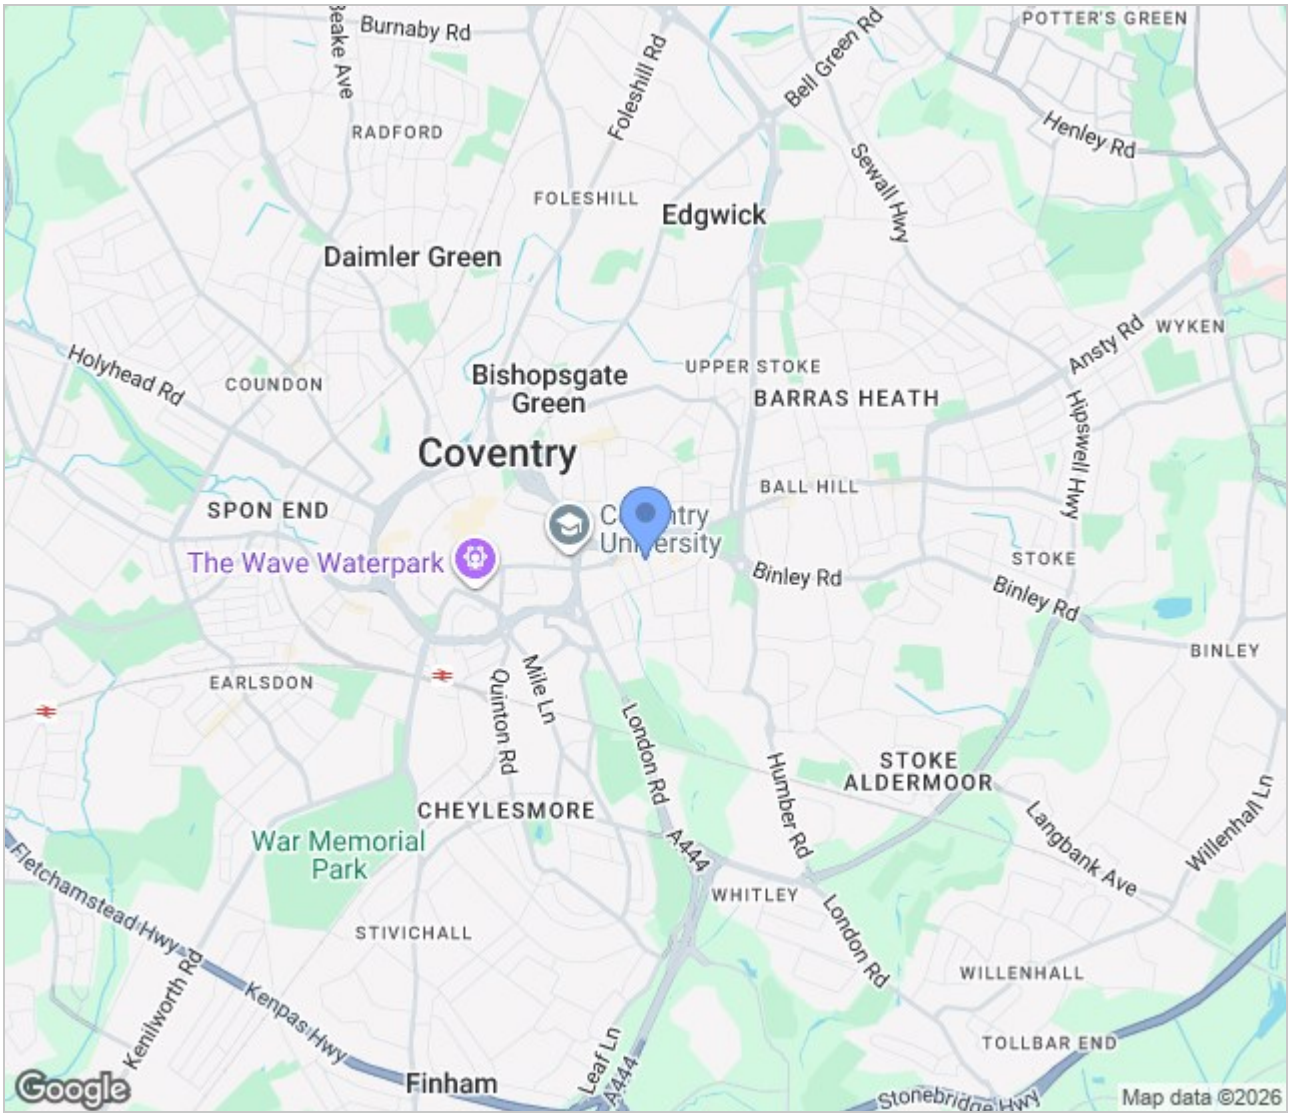 POTTER'S GREEN
Burnaby Rd
Beake Ave
Foleshill Rd
Bell Green Rd
RADFORD
Henley Rd
Sewall Hwy
FOLESHILL
Edgwick
Daimler Green
Holyhead Rd
COUNDON
Bishopsgate
Green
UPPER STOKE
BARRAS HEATH
Ansty Rd
WYKEN
Hipswell Hwy
Coventry
BALL HILL
SPON END
Coventry
University
The Wave Waterpark
STOKE
Binley Rd
Binley Rd
BINLEY
EARLSDON
Quinton Rd
Mile Ln
London Rd
Humber Rd
STOKE
ALDERMOOR
CHEYLESMORE
War Memorial
Park
A444
Langbank Ave
Willenhall Ln
Fletchamstead Hwy
WHITLEY
STIVICHALL
London Rd
WILLENHALL
Kenilworth Rd
Kenpas Hwy
TOLLBAR END
Leaf Ln
A444
Finham
Stonebridge Hwy
Google
Map data ©2026